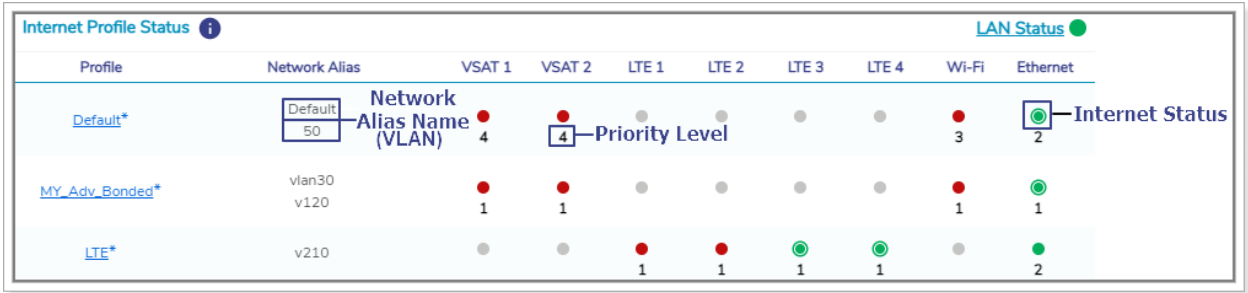 Internet Profile Status i LAN Status
Profile Network Alias VSAT 1 VSAT 2 LTE 1 LTE 2 LTE 3 LTE 4 Wi-Fi Ethernet
Default* Default Network Alias Name (VLAN) Internet Status
50 4 4 Priority Level 3 2
MY_Adv_Bonded* vlan30
v120 1 1 1 1
LTE* v210
1 1 1 1 2